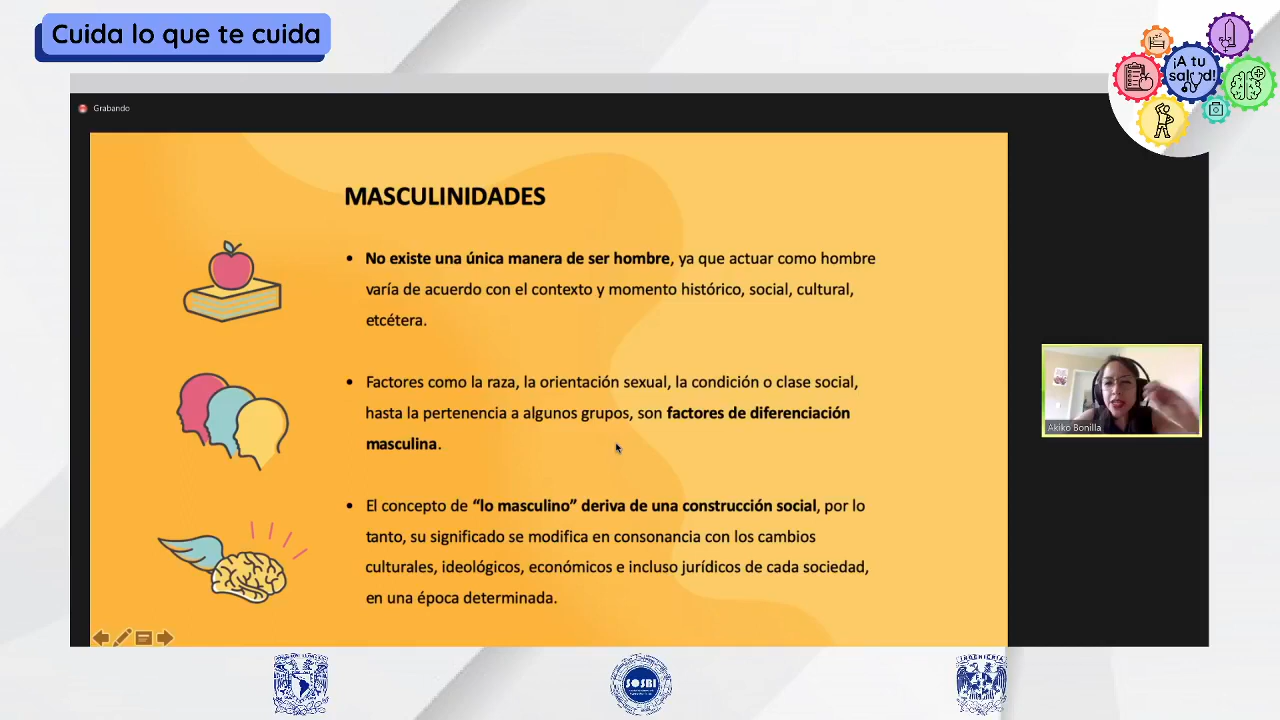 Cuida lo que te cuida
¡A tu
salud!
Grabando
MASCULINIDADES
• No existe una única manera de ser hombre, ya que actuar como hombre
varía de acuerdo con el contexto y momento histórico, social, cultural,
etcétera.
• Factores como la raza, la orientación sexual, la condición o clase social,
hasta la pertenencia a algunos grupos, son factores de diferenciación
masculina.
• El concepto de “lo masculino” deriva de una construcción social, por lo
tanto, su significado se modifica en consonancia con los cambios
culturales, ideológicos, económicos e incluso jurídicos de cada sociedad,
en una época determinada.
Akiko Bonilla
SOSBI
INGENIERIA